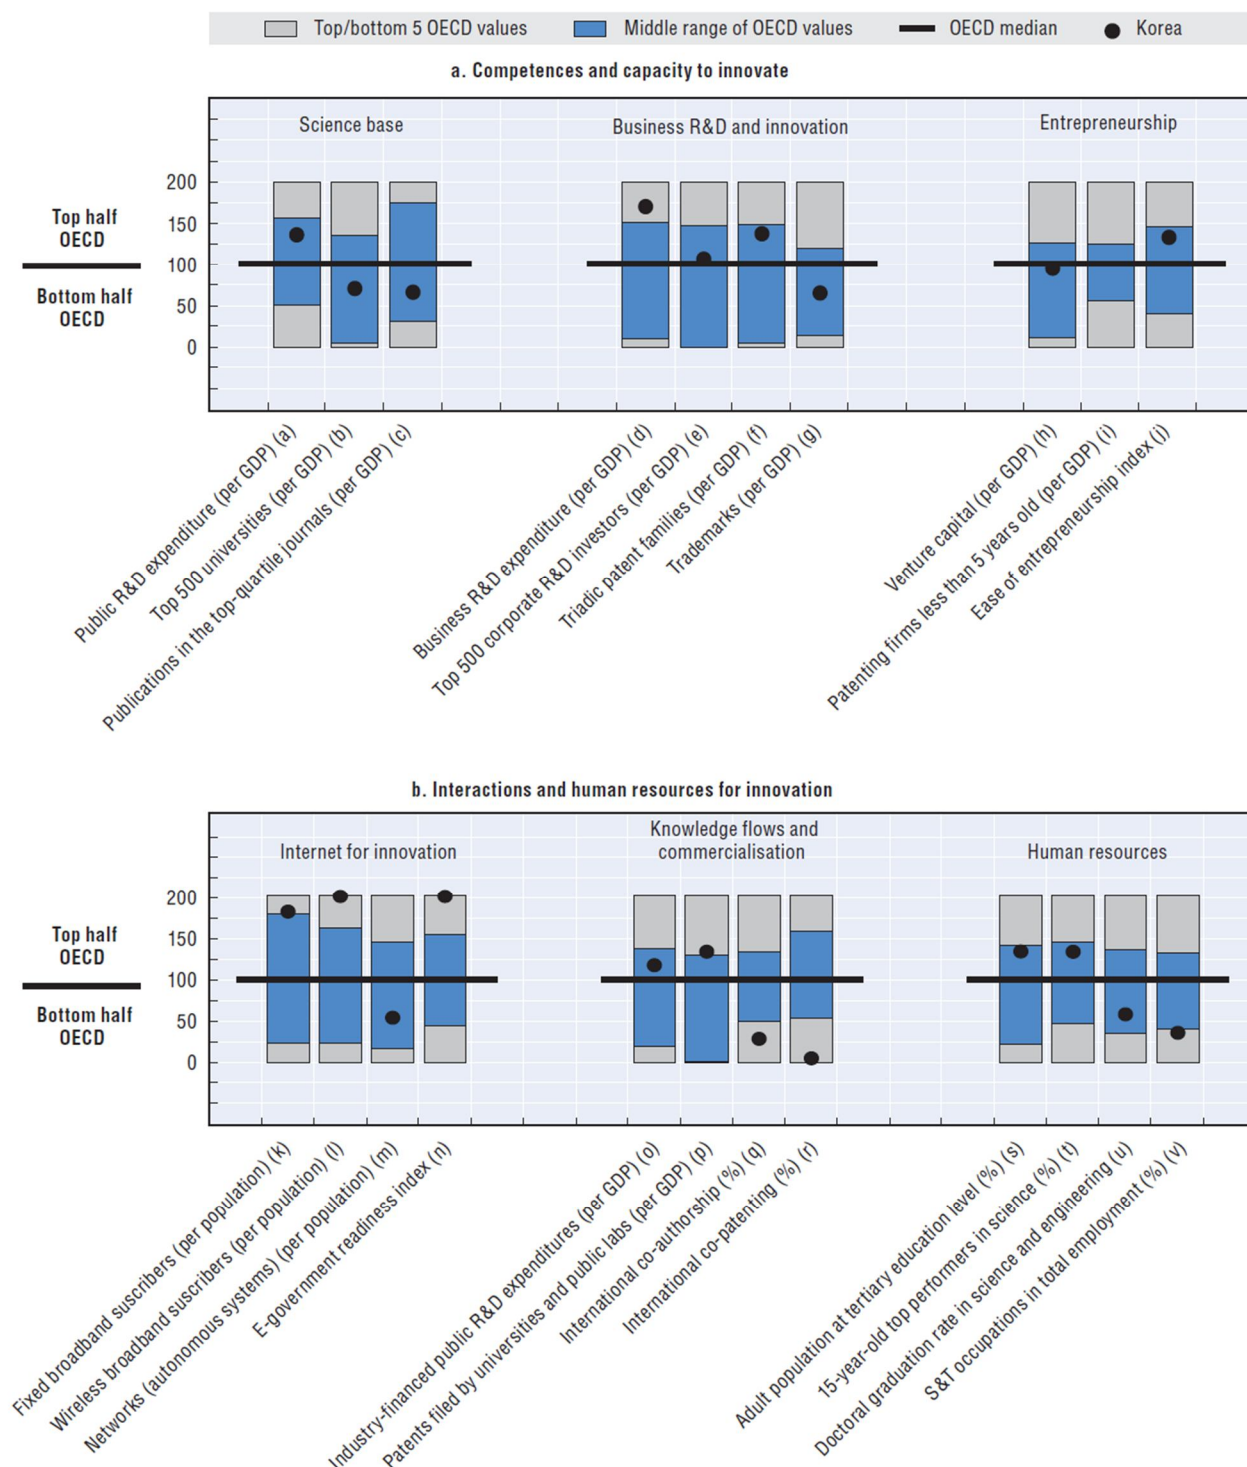 Top/bottom 5 OECD values
Middle range of OECD values
OECD median
Korea
a. Competences and capacity to innovate
Science base
Business R&D and innovation
Entrepreneurship
200
150
100
50
0
Top half
OECD
Bottom half
OECD
Public R&D expenditure (per GDP) (a)
Top 500 universities (per GDP) (b)
Publications in the top-quartile journals (per GDP) (c)
Business R&D expenditure (per GDP) (d)
Top 500 corporate R&D investors (per GDP) (e)
Triadic patent families (per GDP) (f)
Trademarks (per GDP) (g)
Venture capital (per GDP) (h)
Patenting firms less than 5 years old (per GDP) (i)
Ease of entrepreneurship index (j)
b. Interactions and human resources for innovation
Internet for innovation
Knowledge flows and
commercialisation
Human resources
200
150
100
50
0
Top half
OECD
Bottom half
OECD
Fixed broadband suscribers (per population) (k)
Wireless broadband suscribers (per population) (l)
Networks (autonomous systems) (per population) (m)
E-government readiness index (n)
Industry-financed public R&D expenditures (per GDP) (o)
Patents filed by universities and public labs (per GDP) (p)
International co-authorship (%) (q)
International co-patenting (%) (r)
Adult population at tertiary education level (%) (s)
15-year-old top performers in science (%) (t)
Doctoral graduation rate in science and engineering (u)
S&T occupations in total employment (%) (v)